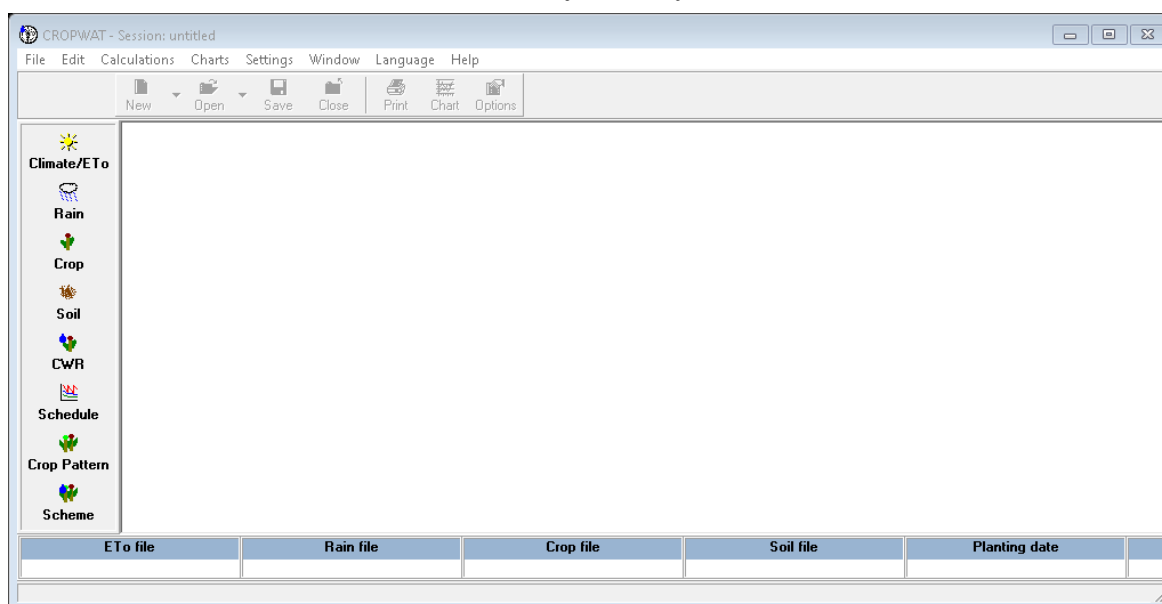 CROPWAT - Session: untitled
File Edit Calculations Charts Settings Window Language Help
New Open Save Close Print Chart Options
Climate/ETo
Rain
Crop
Soil
CWR
Schedule
Crop Pattern
Scheme
ETo file Rain file Crop file Soil file Planting date